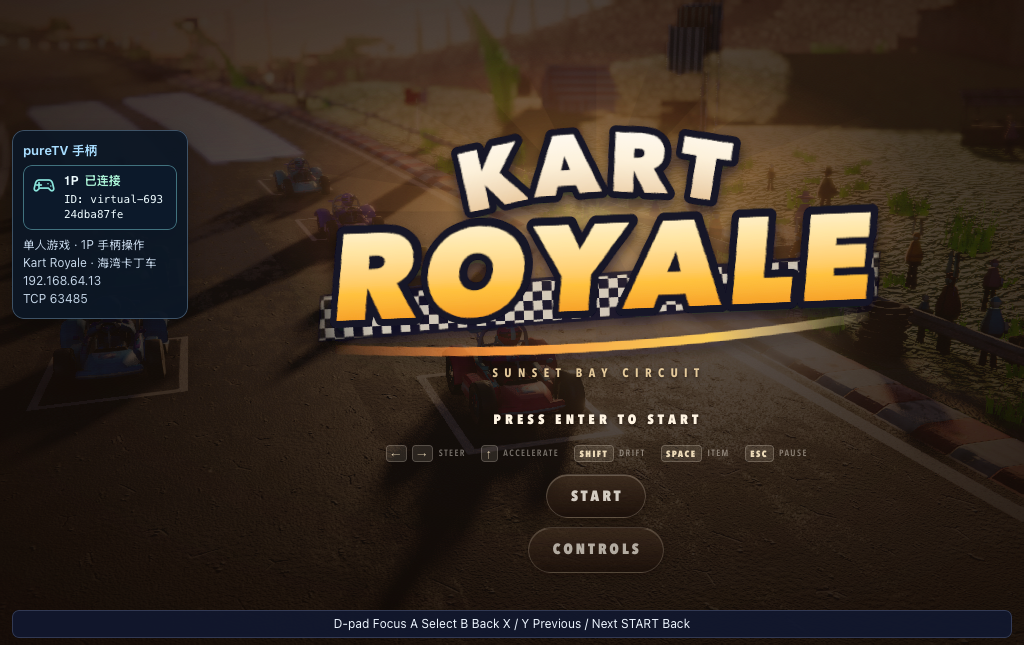 pureTV 手柄
1P 已连接
ID: virtual-693
24dba87fe
单人游戏 · 1P 手柄操作
Kart Royale · 海湾卡丁车
192.168.64.13
TCP 63485
KART
ROYALE
SUNSET BAY CIRCUIT
PRESS ENTER TO START
← → STEER ↑ ACCELERATE SHIFT DRIFT SPACE ITEM ESC PAUSE
START
CONTROLS
D-pad Focus A Select B Back X / Y Previous / Next START Back